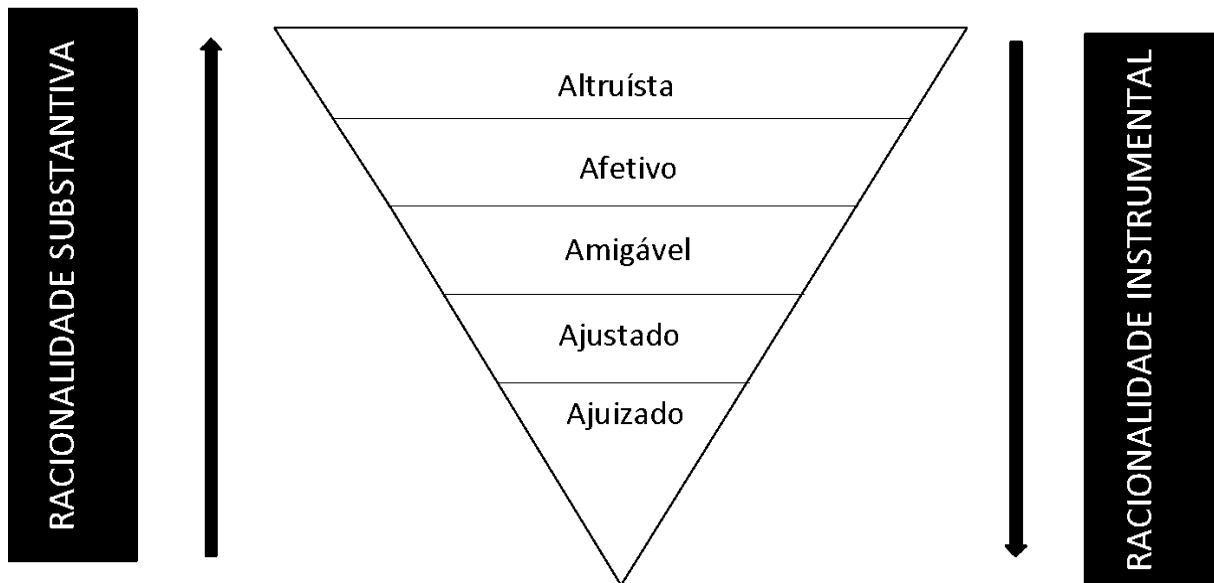 RACIONALIDADE SUBSTANTIVA
Altruísta
Afetivo
Amigável
Ajustado
Ajuizado
RACIONALIDADE INSTRUMENTAL